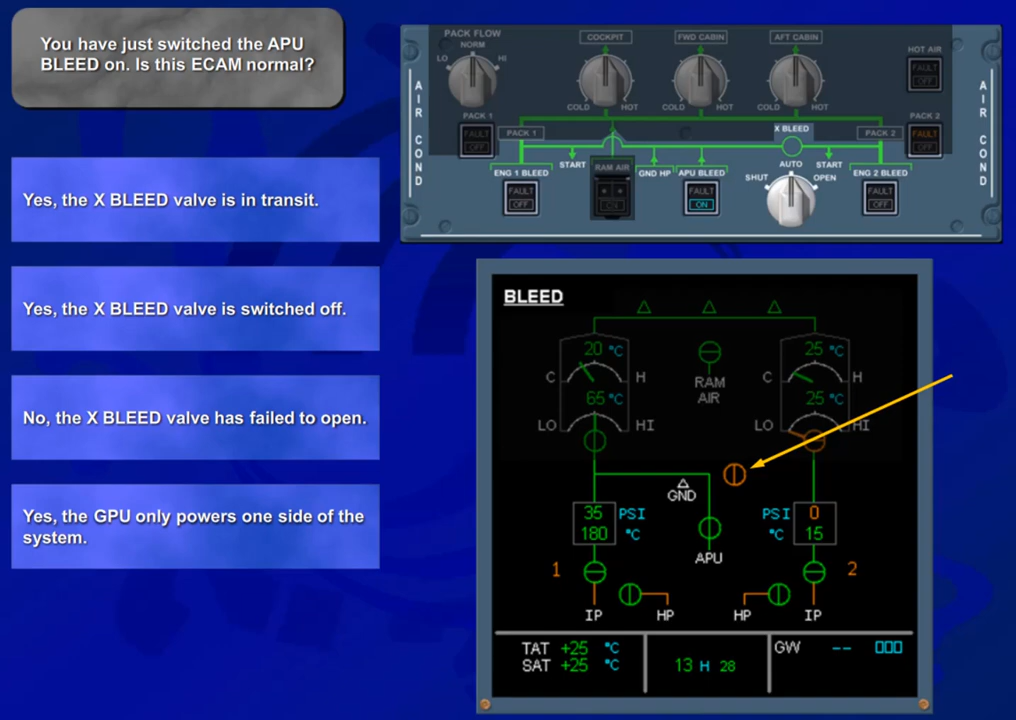 You have just switched the APU
BLEED on. Is this ECAM normal?
Yes, the X BLEED valve is in transit.
Yes, the X BLEED valve is switched off.
No, the X BLEED valve has failed to open.
Yes, the GPU only powers one side of the
system.
PACK FLOW
NORM
LO HI
COCKPIT FWD CABIN AFT CABIN
HOT AIR
FAULT
OFF
COLD HOT COLD HOT COLD HOT
AIR COND
AIR COND
PACK 1
FAULT
OFF
PACK 1
X BLEED
PACK 2
PACK 2
FAULT
OFF
START
RAM AIR
ON
GND HP
APU BLEED
FAULT
ON
AUTO
SHUT OPEN
START
ENG 1 BLEED
FAULT
OFF
ENG 2 BLEED
FAULT
OFF
BLEED
20 °C 25 °C
C H C H
RAM
AIR
65 °C 25 °C
LO HI LO HI
GND
35 PSI PSI 0
180 °C °C 15
APU
1 2
IP HP HP IP
TAT +25 °C GW -- 000
SAT +25 °C 13 H 28